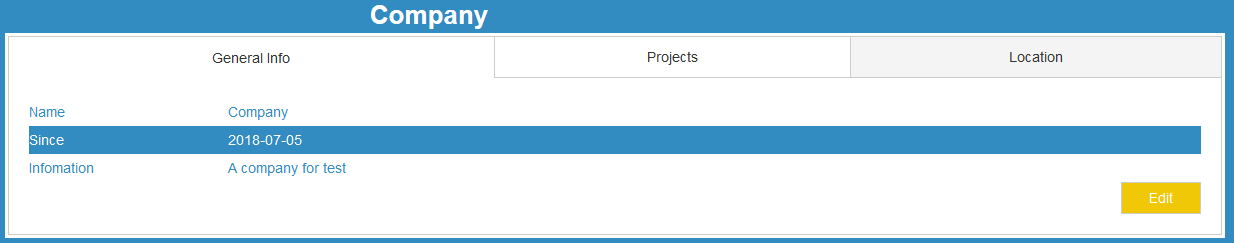 Company
General Info Projects Location
Name Company
Since 2018-07-05
Infomation A company for test
Edit